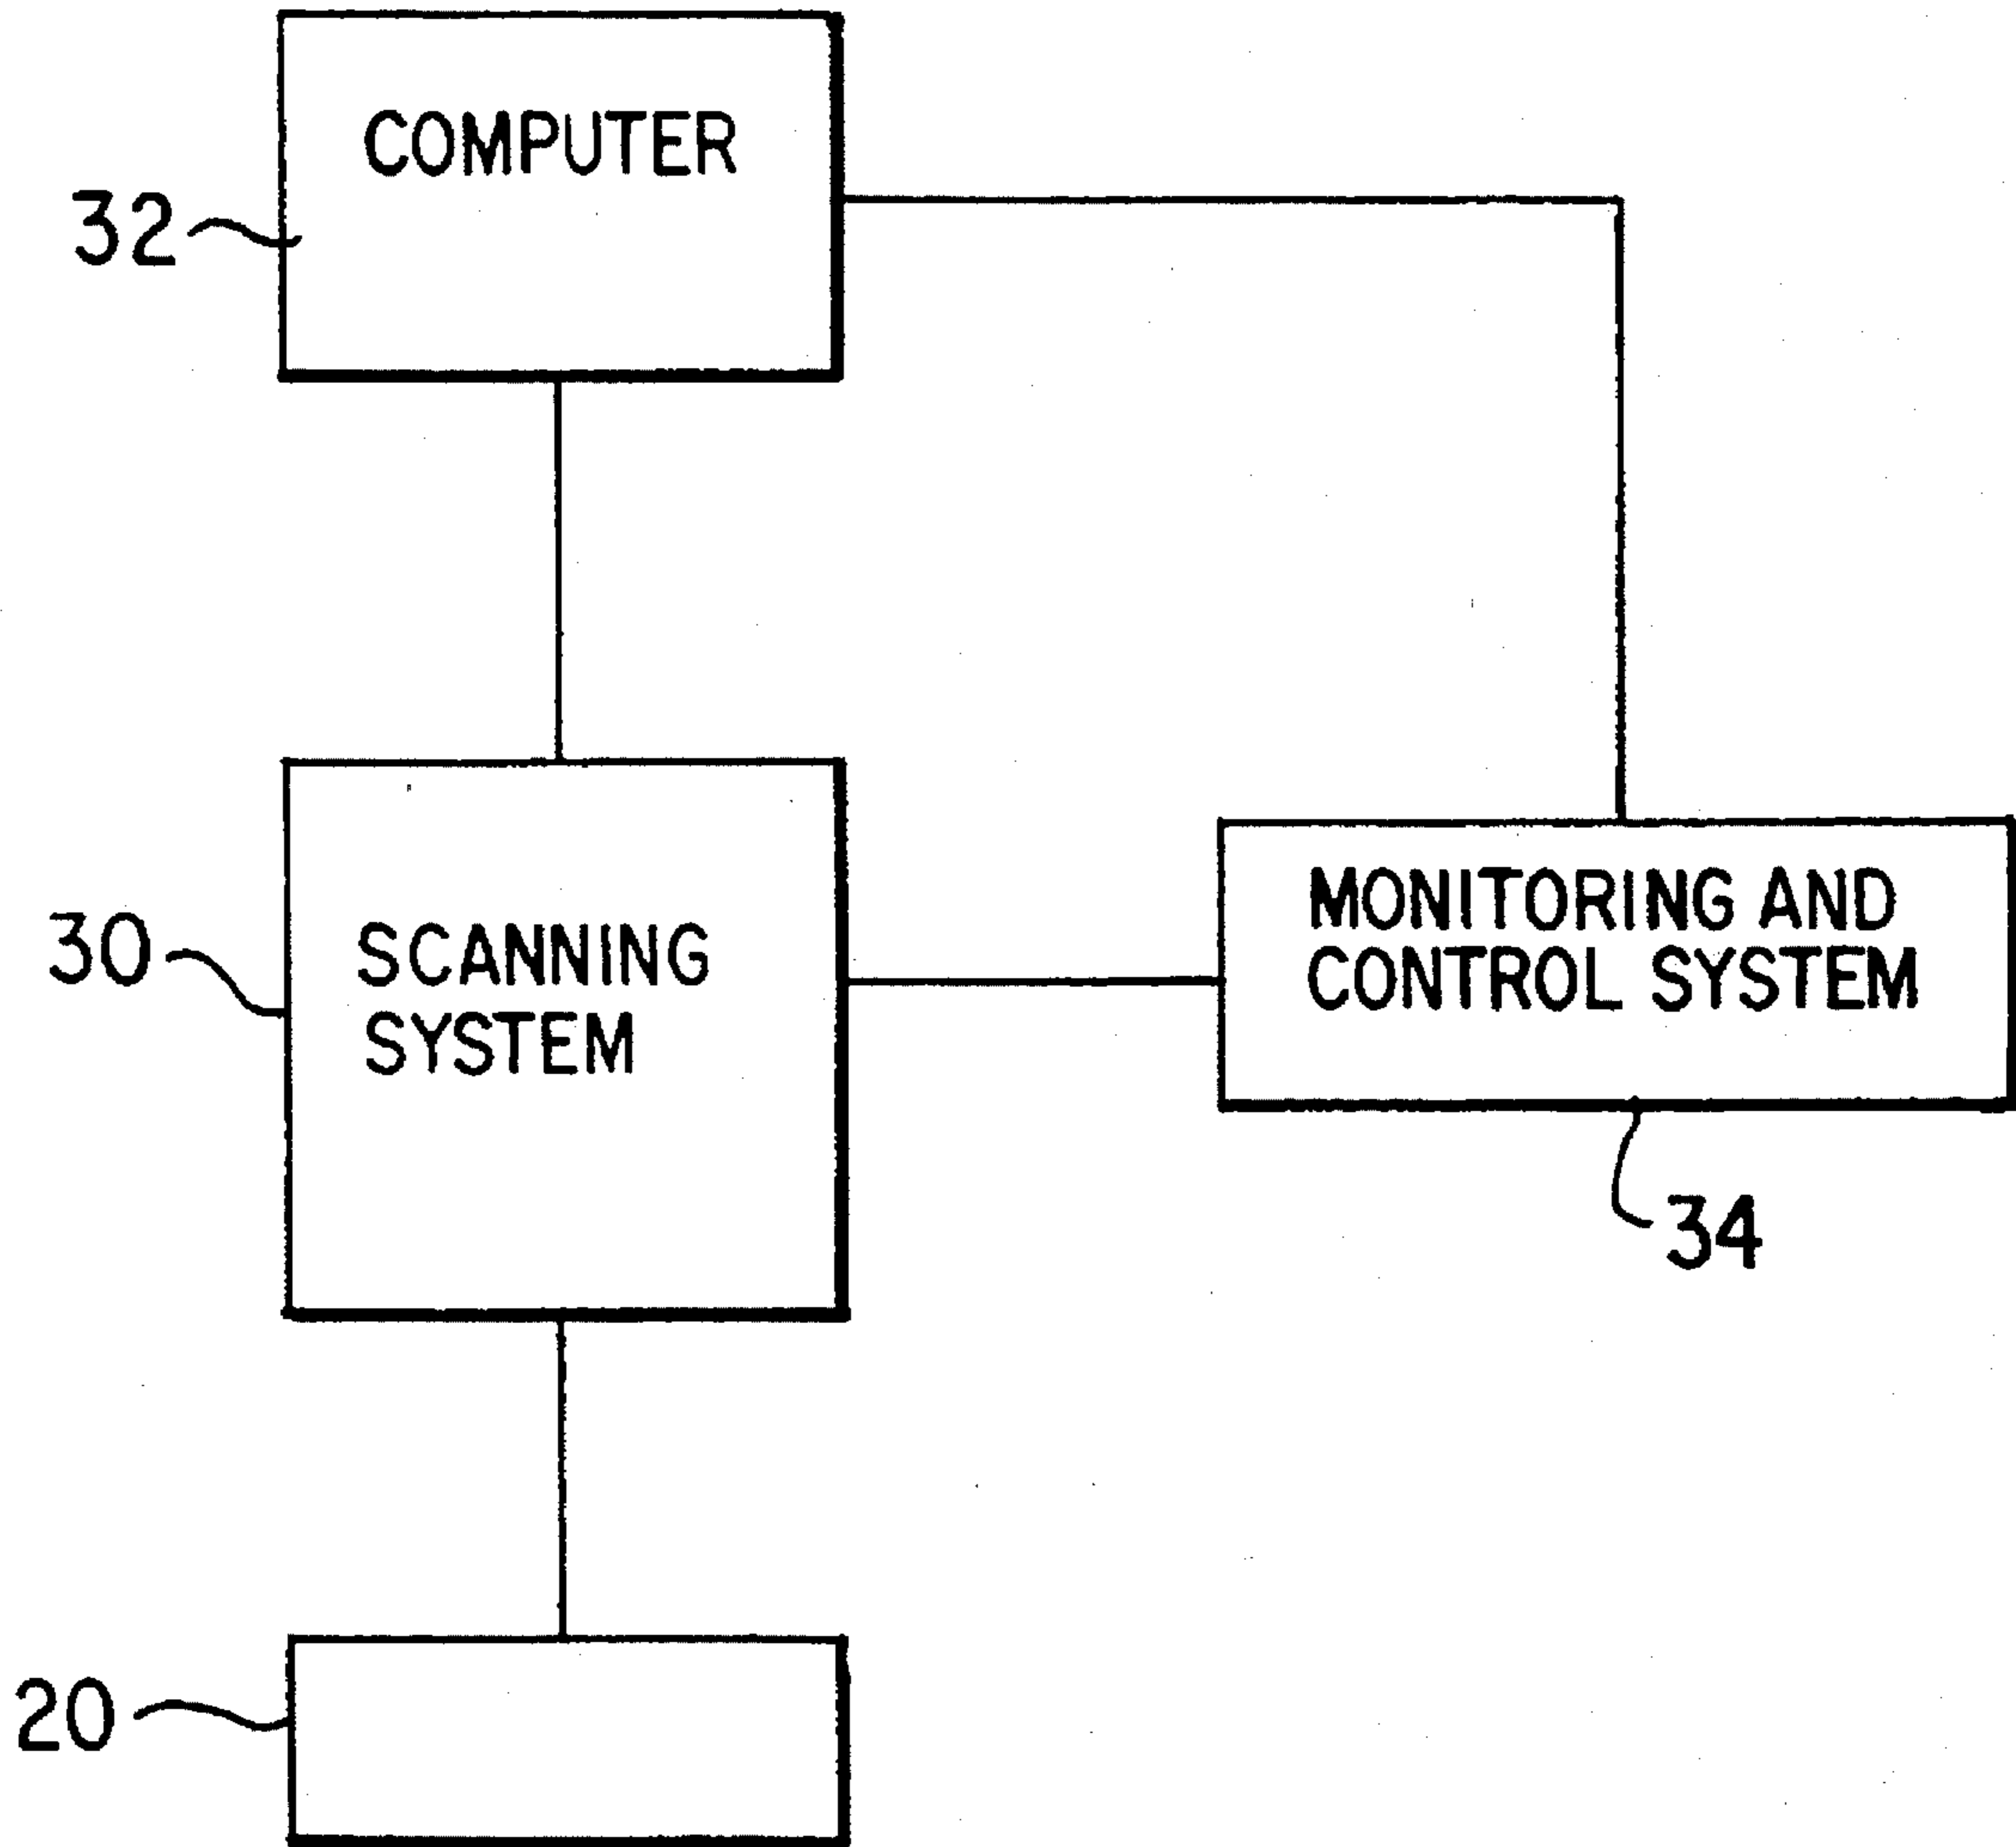 COMPUTER
32
30
SCANNING
SYSTEM
MONITORING AND
CONTROL SYSTEM
34
20